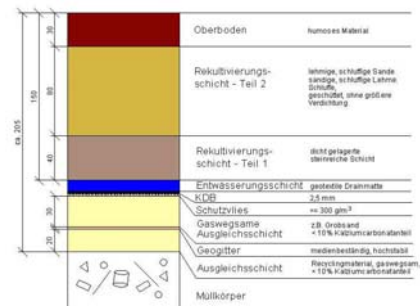 Oberboden
humoses Material
30
Rekultivierungs-
schicht - Teil 2
lehmige, schluffige Sande
sandige, schluffige Lehme
Schluffe,
geschüttet, ohne größere
Verdichtung
80
150
ca. 205
Rekultivierungs-
schicht - Teil 1
dicht gelagerte
steinreiche Schicht
40
Entwässerungsschicht
geotextile Drainmatte
KDB
2,5 mm
Schutzvlies
>= 300 g/m³
30
Gaswegsame
Ausgleichsschicht
z.B. Grobsand
< 10% Kalziumcarbonatanteil
Geogitter
medienbeständig, hochstabil
20
Ausgleichsschicht
Recyclingmaterial, gaswegsam,
< 10% Kalziumcarbonatanteil
Müllkörper